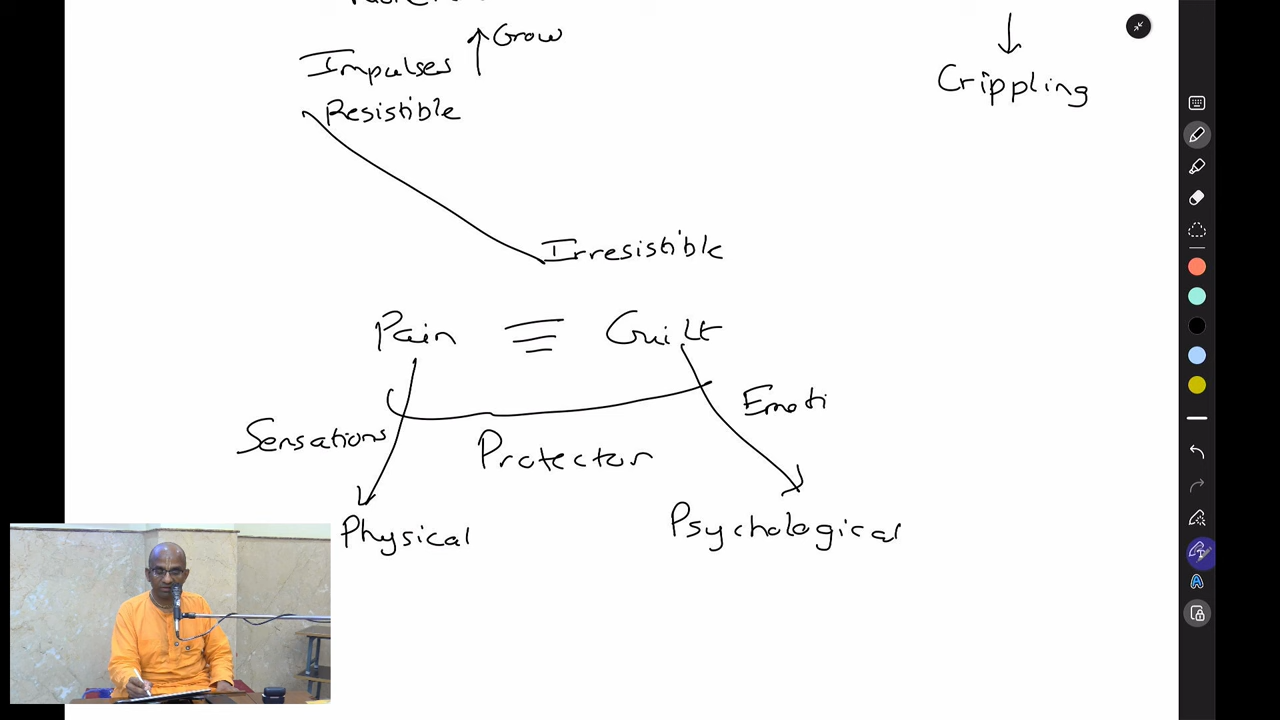 Grow
Impulses
Crippling
Resistible
Irresistible
Pain ≡ Guilt
Emoti
Sensations
Protector
Physical
Psychological